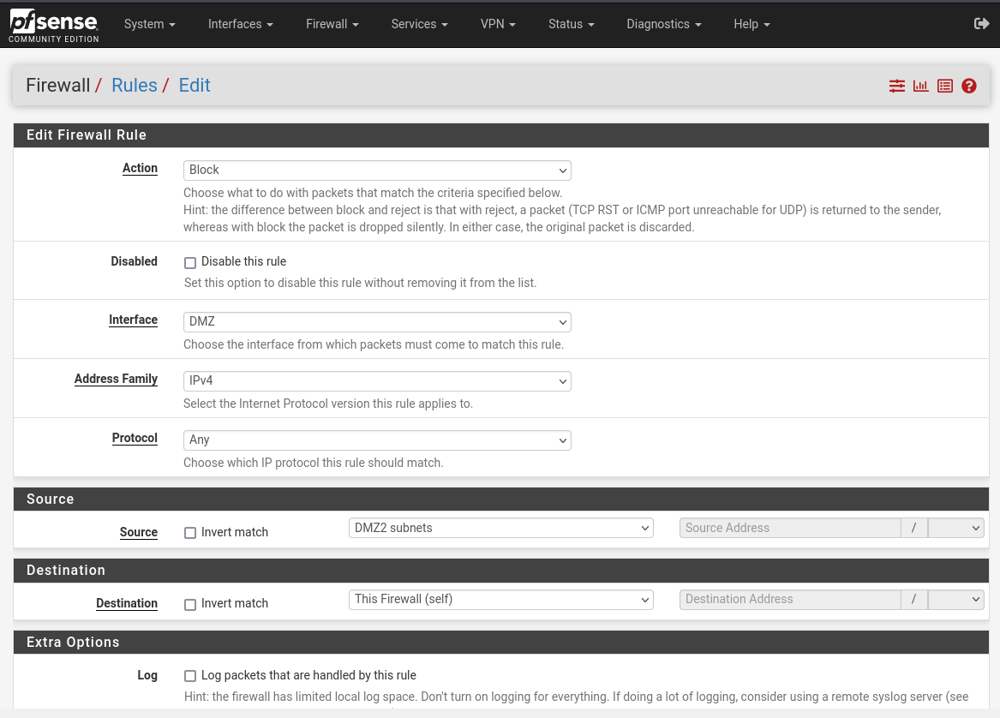 pfsense
COMMUNITY EDITION
System Interfaces Firewall Services VPN Status Diagnostics Help
Firewall / Rules / Edit
Edit Firewall Rule
Action Block
Choose what to do with packets that match the criteria specified below.
Hint: the difference between block and reject is that with reject, a packet (TCP RST or ICMP port unreachable for UDP) is returned to the sender,
whereas with block the packet is dropped silently. In either case, the original packet is discarded.
Disabled Disable this rule
Set this option to disable this rule without removing it from the list.
Interface DMZ
Choose the interface from which packets must come to match this rule.
Address Family IPv4
Select the Internet Protocol version this rule applies to.
Protocol Any
Choose which IP protocol this rule should match.
Source
Source Invert match DMZ2 subnets Source Address /
Destination
Destination Invert match This Firewall (self) Destination Address /
Extra Options
Log Log packets that are handled by this rule
Hint: the firewall has limited local log space. Don't turn on logging for everything. If doing a lot of logging, consider using a remote syslog server (see